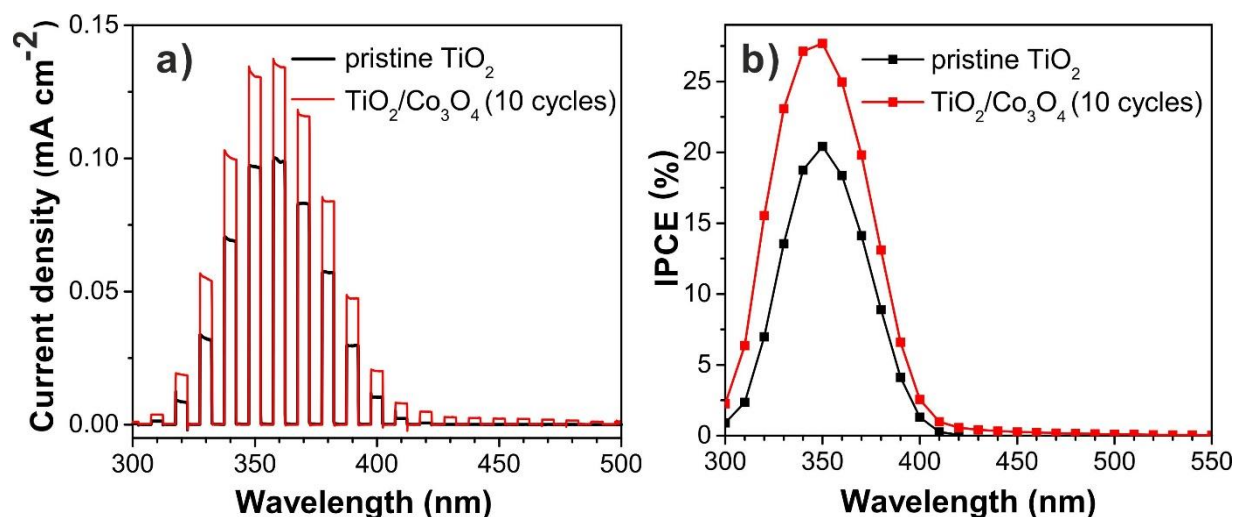 a)
pristine TiO₂
TiO₂/Co₃O₄ (10 cycles)
Current density (mA cm⁻²)
0.15
0.10
0.05
0.00
300 350 400 450 500
Wavelength (nm)
b)
pristine TiO₂
TiO₂/Co₃O₄ (10 cycles)
IPCE (%)
25
20
15
10
5
0
300 350 400 450 500 550
Wavelength (nm)